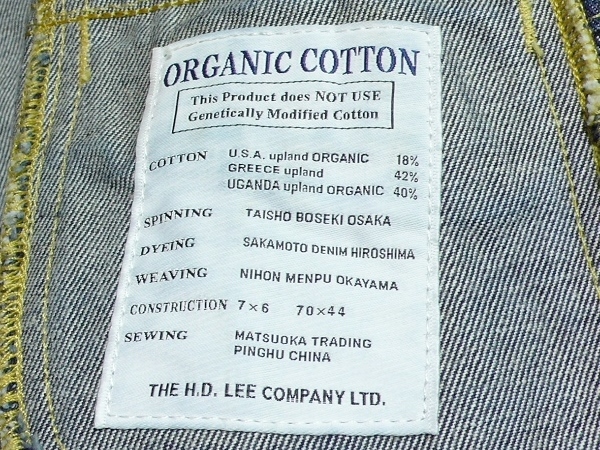 ORGANIC COTTON
This Product does NOT USE
Genetically Modified Cotton
COTTON U.S.A. upland ORGANIC 18%
GREECE upland 42%
UGANDA upland ORGANIC 40%
SPINNING TAISHO BOSEKI OSAKA
DYEING SAKAMOTO DENIM HIROSHIMA
WEAVING NIHON MENPU OKAYAMA
CONSTRUCTION 7×6 70×44
SEWING MATSUOKA TRADING
PINGHU CHINA
THE H.D. LEE COMPANY LTD.